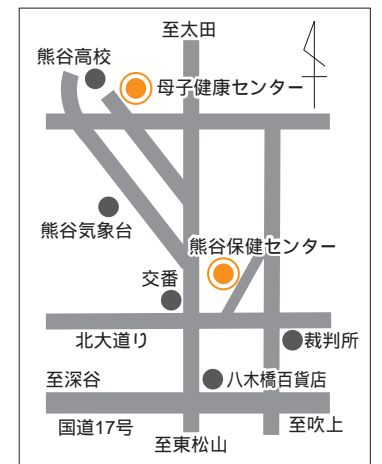 至太田
熊谷高校
母子健康センター
熊谷気象台
熊谷保健センター
交番
北大通り
裁判所
至深谷
八木橋百貨店
国道17号
至吹上
至東松山